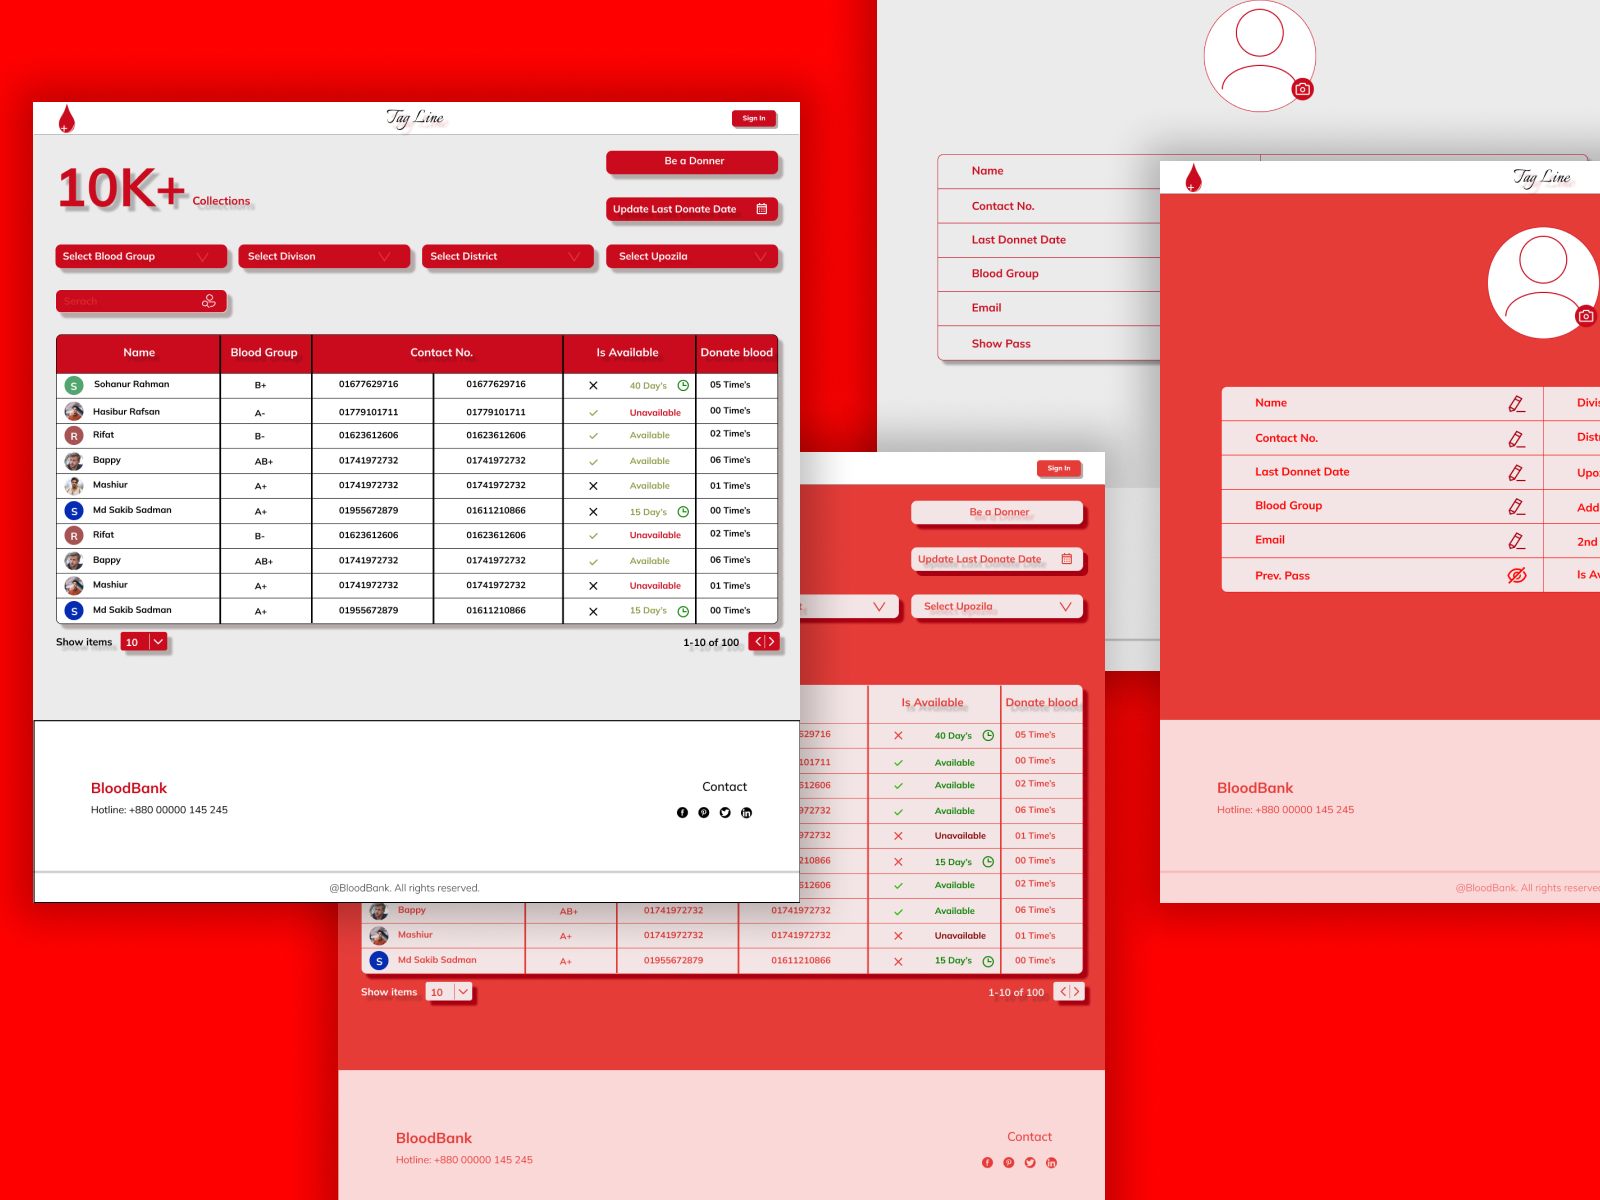 Tag Line
Sign In
10K+ Collections
Be a Donner
Update Last Donate Date
Select Blood Group
Select Divison
Select District
Select Upozila
Serach
Name Blood Group Contact No. Is Available Donate blood
S Sohanur Rahman B+ 01677629716 01677629716 40 Day's 05 Time's
Hasibur Rafsan A- 01779101711 01779101711 Unavailable 00 Time's
R Rifat B- 01623612606 01623612606 Available 02 Time's
Bappy AB+ 01741972732 01741972732 Available 06 Time's
Mashiur A+ 01741972732 01741972732 Available 01 Time's
S Md Sakib Sadman A+ 01955672879 01611210866 15 Day's 00 Time's
R Rifat B- 01623612606 01623612606 Unavailable 02 Time's
Bappy AB+ 01741972732 01741972732 Available 06 Time's
Mashiur A+ 01741972732 01741972732 Unavailable 01 Time's
S Md Sakib Sadman A+ 01955672879 01611210866 15 Day's 00 Time's
Show items 10
1-10 of 100
BloodBank
Hotline: +880 00000 145 245
Contact
@BloodBank. All rights reserved.
Name
Contact No.
Last Donnet Date
Blood Group
Email
Show Pass
Sign In
Be a Donner
Update Last Donate Date
t
Select Upozila
Is Available Donate blood
629716 40 Day's 05 Time's
101711 Available 00 Time's
612606 Available 02 Time's
972732 Available 06 Time's
972732 Unavailable 01 Time's
210866 15 Day's 00 Time's
612606 Available 02 Time's
Bappy AB+ 01741972732 01741972732 Available 06 Time's
Mashiur A+ 01741972732 01741972732 Unavailable 01 Time's
S Md Sakib Sadman A+ 01955672879 01611210866 15 Day's 00 Time's
Show items 10
1-10 of 100
BloodBank
Hotline: +880 00000 145 245
Contact
Tag Line
Name Divis
Contact No. Distr
Last Donnet Date Upo
Blood Group Add
Email 2nd
Prev. Pass Is Av
BloodBank
Hotline: +880 00000 145 245
@BloodBank. All rights reserve